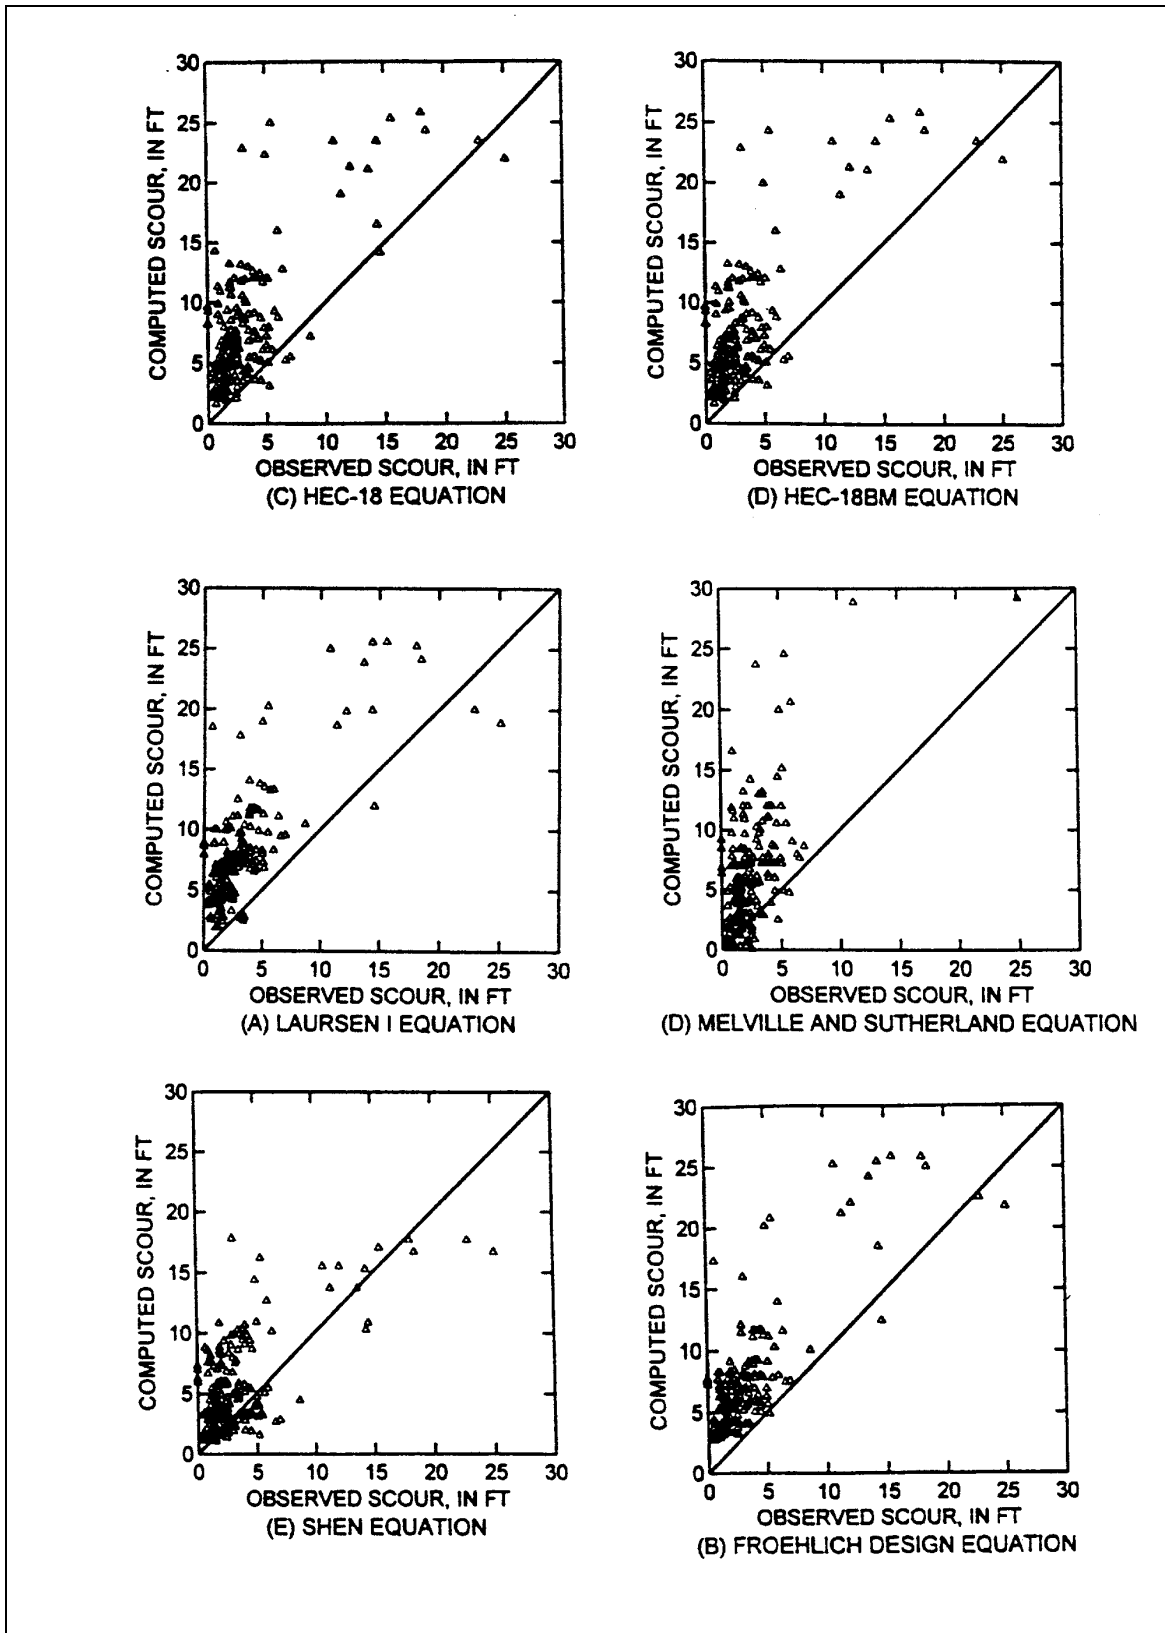 30
25
20
15
10
5
0
COMPUTED SCOUR, IN FT
0 5 10 15 20 25 30
OBSERVED SCOUR, IN FT
(C) HEC-18 EQUATION
30
25
20
15
10
5
0
COMPUTED SCOUR, IN FT
0 5 10 15 20 25 30
OBSERVED SCOUR, IN FT
(D) HEC-18BM EQUATION
30
25
20
15
10
5
0
COMPUTED SCOUR, IN FT
0 5 10 15 20 25 30
OBSERVED SCOUR, IN FT
(A) LAURSEN I EQUATION
30
25
20
15
10
5
0
COMPUTED SCOUR, IN FT
0 5 10 15 20 25 30
OBSERVED SCOUR, IN FT
(D) MELVILLE AND SUTHERLAND EQUATION
30
25
20
15
10
5
0
COMPUTED SCOUR, IN FT
0 5 10 15 20 25 30
OBSERVED SCOUR, IN FT
(E) SHEN EQUATION
30
25
20
15
10
5
0
COMPUTED SCOUR, IN FT
0 5 10 15 20 25 30
OBSERVED SCOUR, IN FT
(B) FROEHLICH DESIGN EQUATION